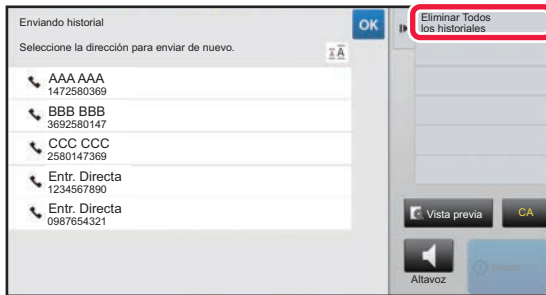 Enviando historial
OK
Seleccione la dirección para enviar de nuevo.
AAA AAA
1472580369
BBB BBB
3692580147
CCC CCC
2580147369
Entr. Directa
1234567890
Entr. Directa
0987654321
Eliminar Todos
los historiales
Vista previa
CA
Altavoz